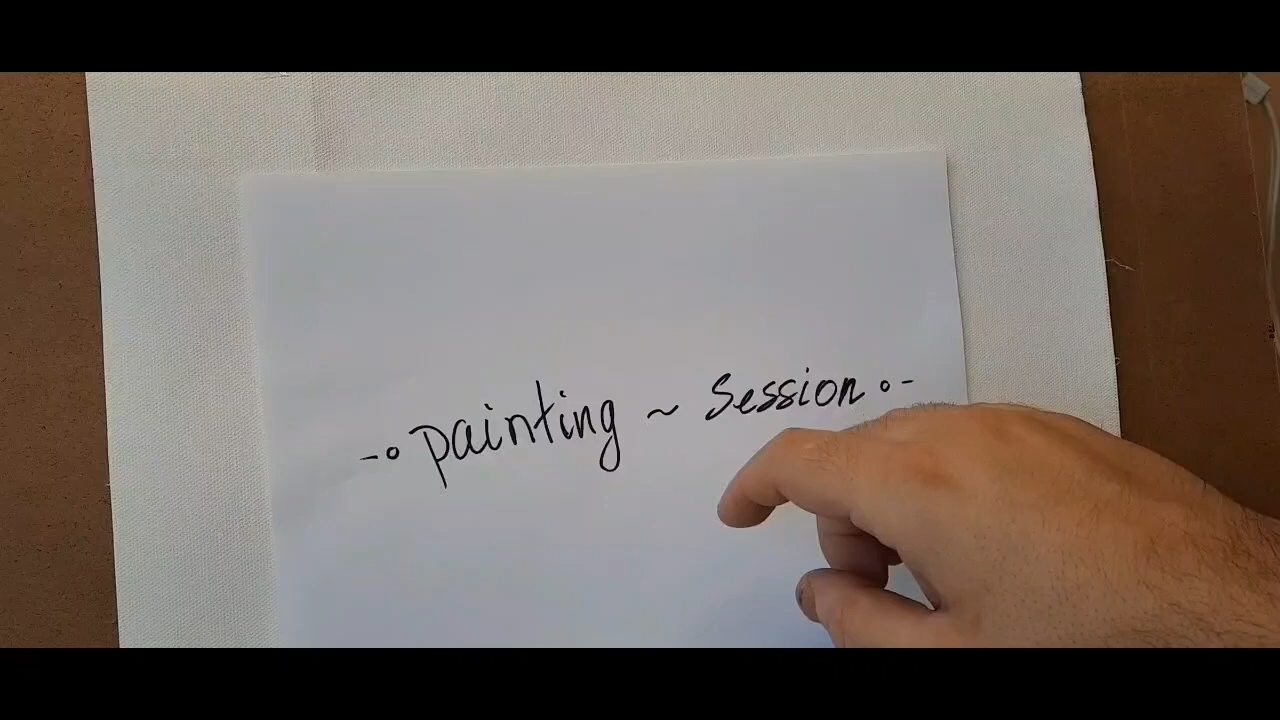 -∘ painting ~ Session ∘-